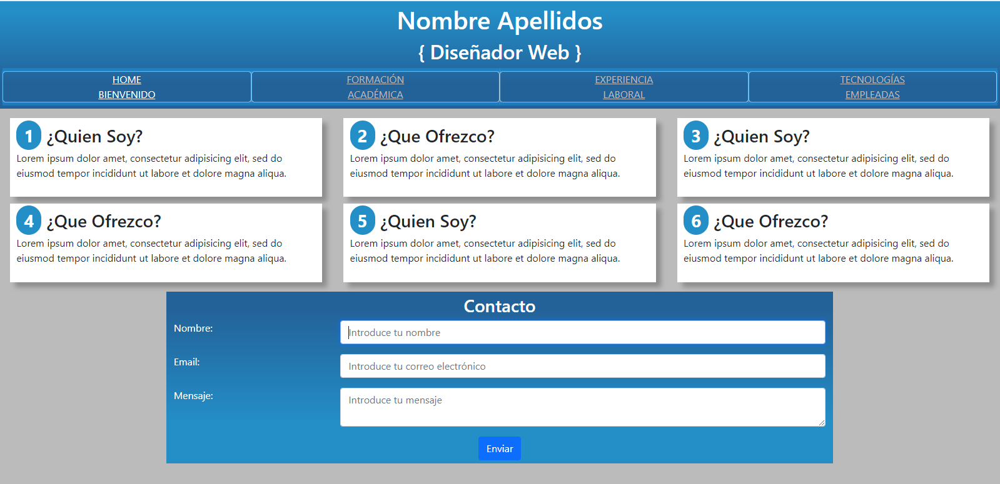 Nombre Apellidos
{ Diseñador Web }
HOME
BIENVENIDO
FORMACIÓN
ACADÉMICA
EXPERIENCIA
LABORAL
TECNOLOGÍAS
EMPLEADAS
1 ¿Quien Soy?
Lorem ipsum dolor amet, consectetur adipisicing elit, sed do
eiusmod tempor incididunt ut labore et dolore magna aliqua.
2 ¿Que Ofrezco?
Lorem ipsum dolor amet, consectetur adipisicing elit, sed do
eiusmod tempor incididunt ut labore et dolore magna aliqua.
3 ¿Quien Soy?
Lorem ipsum dolor amet, consectetur adipisicing elit, sed do
eiusmod tempor incididunt ut labore et dolore magna aliqua.
4 ¿Que Ofrezco?
Lorem ipsum dolor amet, consectetur adipisicing elit, sed do
eiusmod tempor incididunt ut labore et dolore magna aliqua.
5 ¿Quien Soy?
Lorem ipsum dolor amet, consectetur adipisicing elit, sed do
eiusmod tempor incididunt ut labore et dolore magna aliqua.
6 ¿Que Ofrezco?
Lorem ipsum dolor amet, consectetur adipisicing elit, sed do
eiusmod tempor incididunt ut labore et dolore magna aliqua.
Contacto
Nombre:
Introduce tu nombre
Email:
Introduce tu correo electrónico
Mensaje:
Introduce tu mensaje
Enviar